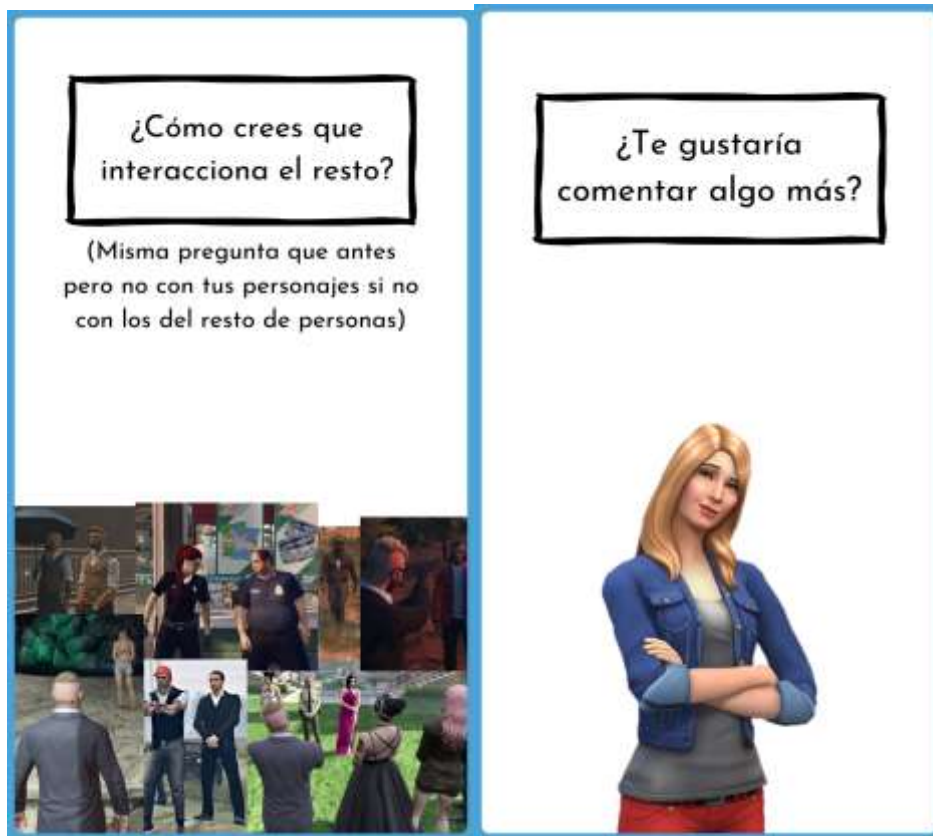 ¿Cómo crees que
interacciona el resto?
(Misma pregunta que antes
pero no con tus personajes si no
con los del resto de personas)
¿Te gustaría
comentar algo más?